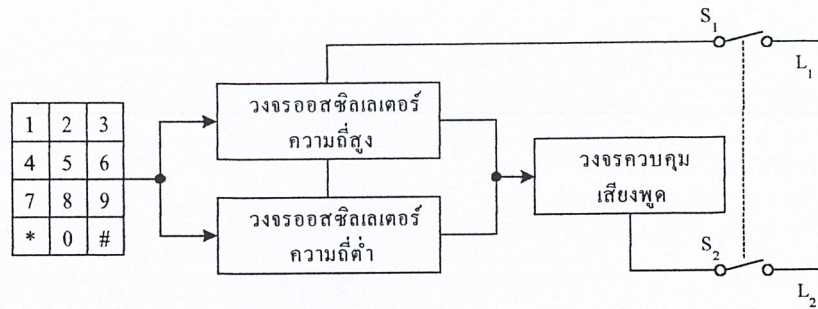 S1
L1
วงจรออสซิลเลเตอร์
ความถี่สูง
1 2 3
4 5 6
7 8 9
* 0 #
วงจรควบคุม
เสียงพูด
วงจรออสซิลเลเตอร์
ความถี่ต่ำ
S2
L2